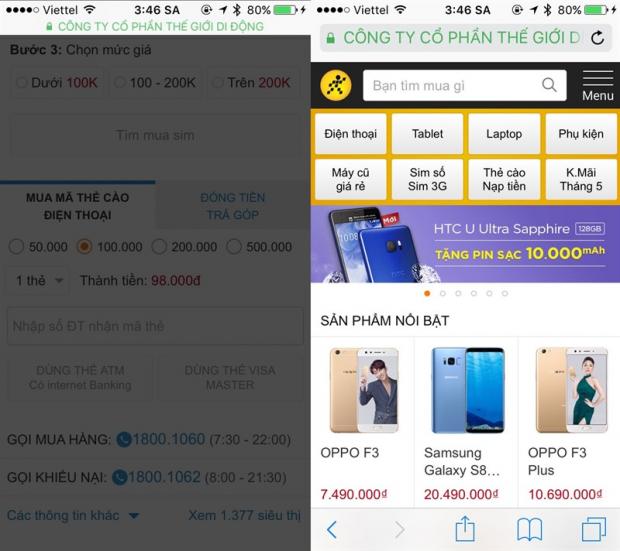 Viettel 3:46 SA 80%
CÔNG TY CỔ PHẦN THẾ GIỚI DI ĐỘNG
Bước 3: Chọn mức giá
Dưới 100K
100 - 200K
Trên 200K
Tìm mua sim
MUA MÃ THẺ CÀO
ĐIỆN THOẠI
ĐÓNG TIỀN
TRẢ GÓP
50.000 100.000 200.000 500.000
1 thẻ Thành tiền: 98.000đ
Nhập số ĐT nhận mã thẻ
DÙNG THẺ ATM
Có internet Banking
DÙNG THẺ VISA
MASTER
GỌI MUA HÀNG: 1800.1060 (7:30 - 22:00)
GỌI KHIẾU NẠI: 1800.1062 (8:00 - 21:30)
Các thông tin khác Xem 1.377 siêu thị
Viettel 3:46 SA 80%
CÔNG TY CỔ PHẦN THẾ GIỚI D
Bạn tìm mua gì
Menu
Điện thoại
Tablet
Laptop
Phụ kiện
Máy cũ
giá rẻ
Sim số
Sim 3G
Thẻ cào
Nạp tiền
K.Mãi
Tháng 5
Mới
10:08
HTC U Ultra Sapphire 128GB
TẶNG PIN SẠC 10.000mAh
SẢN PHẨM NỔI BẬT
OPPO F3
7.490.000₫
Samsung
Galaxy S8...
20.490.000₫
OPPO F3
Plus
10.690.000₫